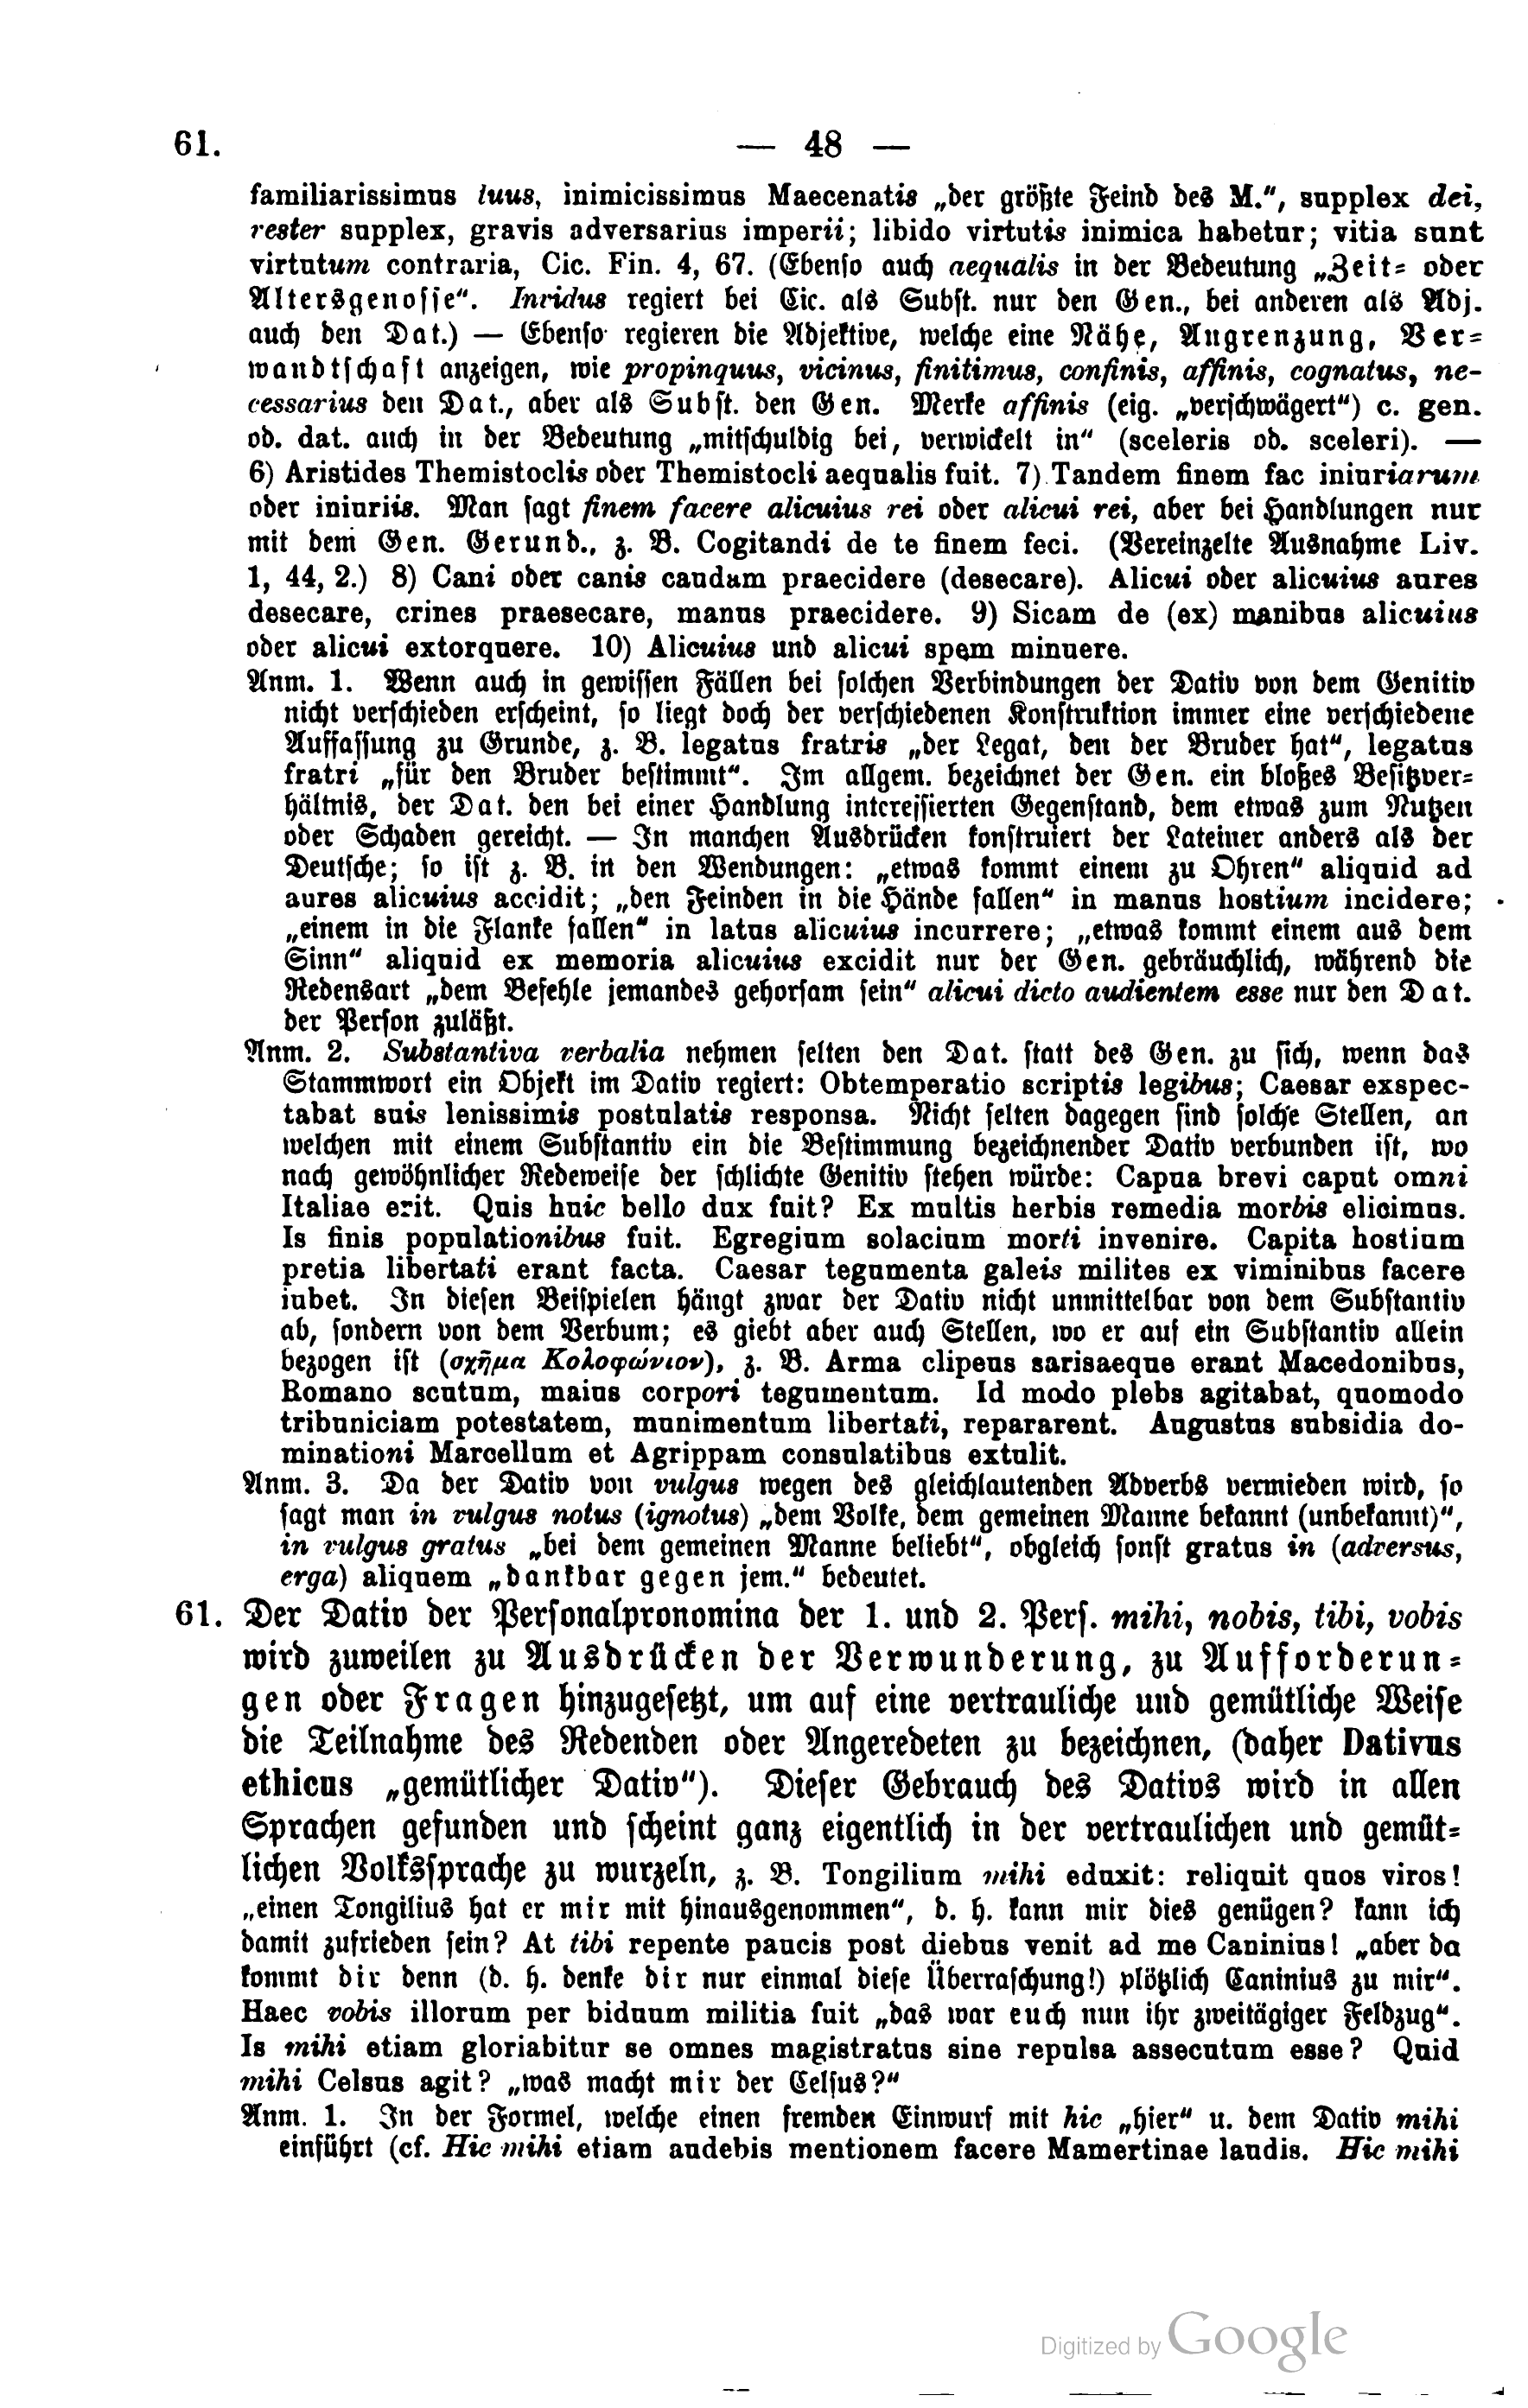 61.
— 48 —
familiarissimus tuus, inimicissimus Maecenatis „der größte Feind des M.“, supplex dei,
vester supplex, gravis adversarius imperii; libido virtutis inimica habetur; vitia sunt
virtutum contraria, Cic. Fin. 4, 67. (Ebenso auch aequalis in der Bedeutung „Zeit- oder
Altersgenosse“. Invidus regiert bei Cic. als Subst. nur den Gen., bei anderen als Adj.
auch den Dat.) — Ebenso regieren die Adjektive, welche eine Nähe, Angrenzung, Ver-
wandtschaft anzeigen, wie propinquus, vicinus, finitimus, confinis, affinis, cognatus, ne-
cessarius den Dat., aber als Subst. den Gen. Merke affinis (eig. „verschwägert“) c. gen.
od. dat. auch in der Bedeutung „mitschuldig bei, verwickelt in“ (sceleris od. sceleri). —
6) Aristides Themistoclis oder Themistocli aequalis fuit. 7) Tandem finem fac iniuriarum
oder iniuriis. Man sagt finem facere alicuius rei oder alicui rei, aber bei Handlungen nur
mit dem Gen. Gerund., z. B. Cogitandi de te finem feci. (Vereinzelte Ausnahme Liv.
1, 44, 2.) 8) Cani oder canis caudam praecidere (desecare). Alicui oder alicuius aures
desecare, crines praesecare, manus praecidere. 9) Sicam de (ex) manibus alicuius
oder alicui extorquere. 10) Alicuius und alicui spem minuere.
Anm. 1. Wenn auch in gewissen Fällen bei solchen Verbindungen der Dativ von dem Genitiv
nicht verschieden erscheint, so liegt doch der verschiedenen Konstruktion immer eine verschiedene
Auffassung zu Grunde, z. B. legatus fratris „der Legat, den der Bruder hat“, legatus
fratri „für den Bruder bestimmt“. Im allgem. bezeichnet der Gen. ein bloßes Besitzver-
hältnis, der Dat. den bei einer Handlung interessierten Gegenstand, dem etwas zum Nutzen
oder Schaden gereicht. — In manchen Ausdrücken konstruiert der Lateiner anders als der
Deutsche; so ist z. B. in den Wendungen: „etwas kommt einem zu Ohren“ aliquid ad
aures alicuius accidit; „den Feinden in die Hände fallen“ in manus hostium incidere;
„einem in die Flanke fallen“ in latus alicuius incurrere; „etwas kommt einem aus dem
Sinn“ aliquid ex memoria alicuius excidit nur der Gen. gebräuchlich, während die
Redensart „dem Befehle jemandes gehorsam sein“ alicui dicto audientem esse nur den Dat.
der Person zuläßt.
Anm. 2. Substantiva verbalia nehmen selten den Dat. statt des Gen. zu sich, wenn das
Stammwort ein Objekt im Dativ regiert: Obtemperatio scriptis legibus; Caesar exspec-
tabat suis lenissimis postulatis responsa. Nicht selten dagegen sind solche Stellen, an
welchen mit einem Substantiv ein die Bestimmung bezeichnender Dativ verbunden ist, wo
nach gewöhnlicher Redeweise der schlichte Genitiv stehen würde: Capua brevi caput omni
Italiae erit. Quis huic bello dux fuit? Ex multis herbis remedia morbis elicimus.
Is finis populationibus fuit. Egregium solacium morti invenire. Capita hostium
pretia libertati erant facta. Caesar tegumenta galeis milites ex viminibus facere
iubet. In diesen Beispielen hängt zwar der Dativ nicht unmittelbar von dem Substantiv
ab, sondern von dem Verbum; es giebt aber auch Stellen, wo er auf ein Substantiv allein
bezogen ist (σχῆμα Κολοφώνιον), z. B. Arma clipeus sarisaeque erant Macedonibus,
Romano scutum, maius corpori tegumentum. Id modo plebs agitabat, quomodo
tribuniciam potestatem, munimentum libertati, repararent. Augustus subsidia do-
minationi Marcellum et Agrippam consulatibus extulit.
Anm. 3. Da der Dativ von vulgus wegen des gleichlautenden Adverbs vermieden wird, so
sagt man in vulgus notus (ignotus) „dem Volke, dem gemeinen Manne bekannt (unbekannt)“,
in vulgus gratus „bei dem gemeinen Manne beliebt“, obgleich sonst gratus in (adversus,
erga) aliquem „dankbar gegen jem.“ bedeutet.
61. Der Dativ der Personalpronomina der 1. und 2. Pers. mihi, nobis, tibi, vobis
wird zuweilen zu Ausdrücken der Verwunderung, zu Aufforderun-
gen oder Fragen hinzugesetzt, um auf eine vertrauliche und gemütliche Weise
die Teilnahme des Redenden oder Angeredeten zu bezeichnen, (daher Dativus
ethicus „gemütlicher Dativ“). Dieser Gebrauch des Dativs wird in allen
Sprachen gefunden und scheint ganz eigentlich in der vertraulichen und gemüt-
lichen Volkssprache zu wurzeln, z. B. Tongilium mihi eduxit: reliquit quos viros!
„einen Tongilius hat er mir mit hinausgenommen“, d. h. kann mir dies genügen? kann ich
damit zufrieden sein? At tibi repente paucis post diebus venit ad me Caninius! „aber da
kommt dir denn (d. h. denke dir nur einmal diese Überraschung!) plötzlich Caninius zu mir“.
Haec vobis illorum per biduum militia fuit „das war euch nun ihr zweitägiger Feldzug“.
Is mihi etiam gloriabitur se omnes magistratus sine repulsa assecutum esse? Quid
mihi Celsus agit? „was macht mir der Celsus?“
Anm. 1. In der Formel, welche einen fremden Einwurf mit hic „hier“ u. dem Dativ mihi
einführt (cf. Hic mihi etiam audebis mentionem facere Mamertinae laudis. Hic mihi
Digitized by Google